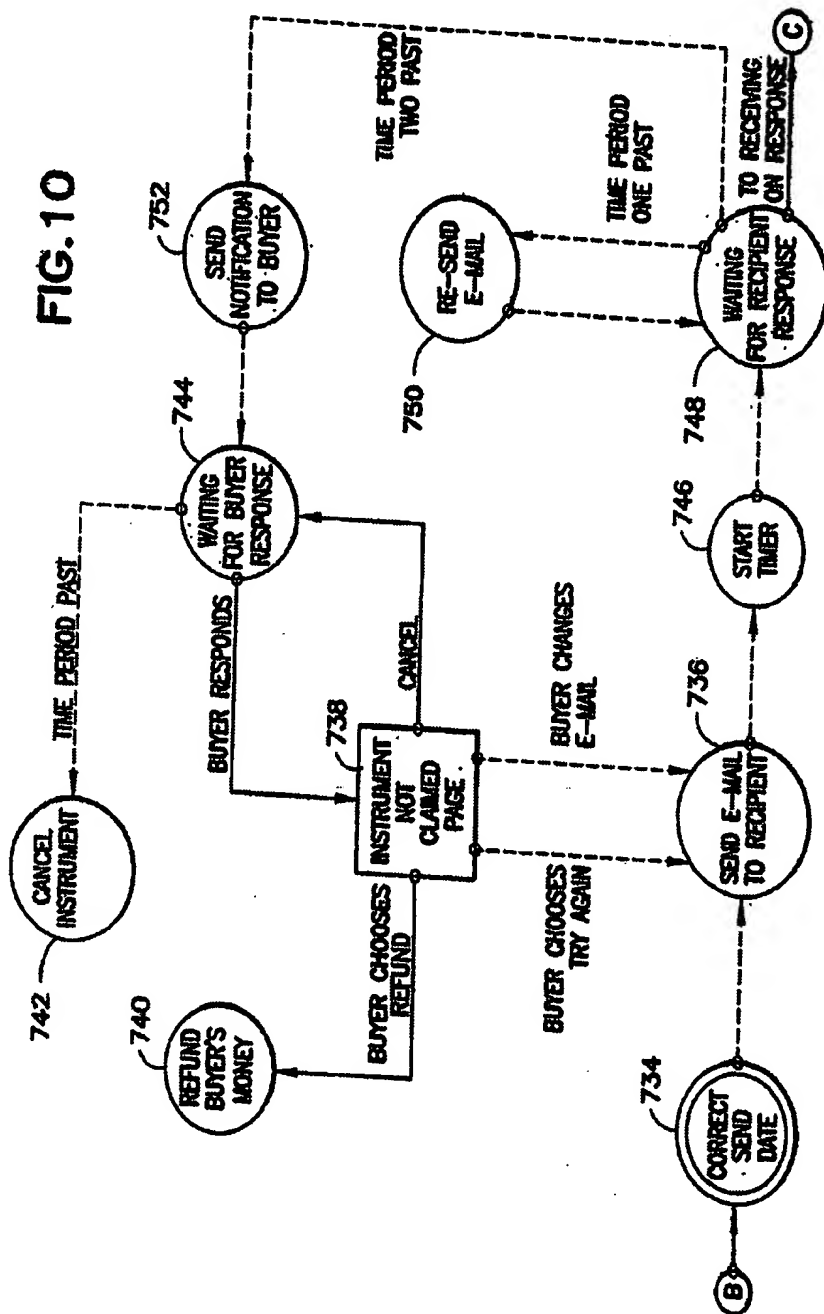 FIG.10
742
CANCEL
INSTRUMENT
TIME PERIOD PAST
744
WAITING
FOR BUYER
RESPONSE
752
SEND
NOTIFICATION
TO BUYER
TIME PERIOD
TWO PAST
740
REFUND
BUYER'S
MONEY
BUYER CHOOSES
REFUND
BUYER RESPONDS
738
INSTRUMENT
NOT
CLAIMED
PAGE
CANCEL
750
RE-SEND
E-MAIL
TIME PERIOD
ONE PAST
BUYER CHOOSES
TRY AGAIN
BUYER CHANGES
E-MAIL
B
734
CORRECT
SEND
DATE
736
SEND E-MAIL
TO RECIPIENT
746
START
TIMER
748
WAITING
FOR RECIPIENT
RESPONSE
TO RECEIVING
ON RESPONSE
C